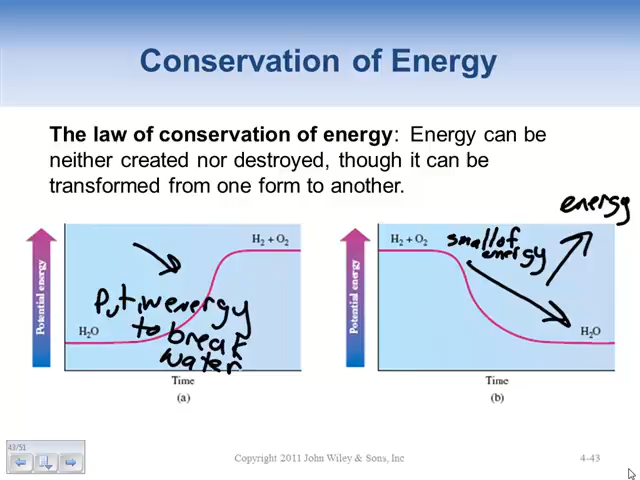 Conservation of Energy
The law of conservation of energy: Energy can be
neither created nor destroyed, though it can be
transformed from one form to another.
energy
Potential energy
H₂ + O₂
Put in energy
to break
water
H₂O
Time
(a)
Potential energy
H₂ + O₂
small of
energy
H₂O
Time
(b)
43/51
Copyright 2011 John Wiley & Sons, Inc
4-43